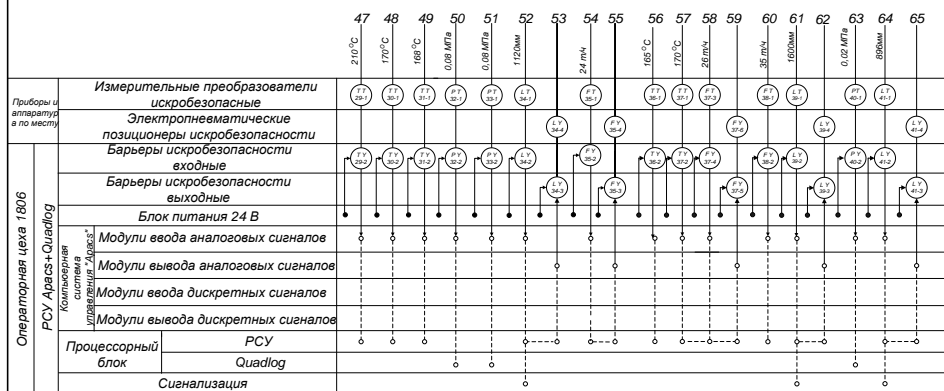 47 48 49 50 51 52 53 54 55 56 57 58 59 60 61 62 63 64 65
210°С 170°С 168°С 0,08 МПа 0,08 МПа 1120мм 24 т/ч 165°С 170°С 26 т/ч 35 т/ч 1600мм 0,02 МПа 896мм
Приборы и аппаратур а по месту
Измерительные преобразователи искробезопасные
TT 29-1 TT 30-1 TT 31-1 PT 32-1 PT 33-1 LT 34-1 FT 35-1 TT 36-1 TT 37-1 FT 37-3 FT 38-1 LT 39-1 PT 40-1 LT 41-1
Электропневматические позиционеры искробезопасности
LY 34-4 FY 35-4 FY 37-6 LY 39-4 LY 41-4
Операторная цеха 1806
РСУ Apacs+Quadlog
Барьеры искробезопасности входные
TY 29-2 TY 30-2 TY 31-2 PY 32-2 PY 33-2 LY 34-2 FY 35-2 TY 36-2 TY 37-2 FY 37-4 FY 38-2 LY 39-2 PY 40-2 LY 41-2
Барьеры искробезопасности выходные
LY 34-3 FY 35-3 FY 37-5 LY 39-3 LY 41-3
Блок питания 24 В
Компьюерная система управления "Apacs"
Модули ввода аналоговых сигналов
Модули вывода аналоговых сигналов
Модули ввода дискретных сигналов
Модули вывода дискретных сигналов
Процессорный блок
РСУ
Quadlog
Сигнализация